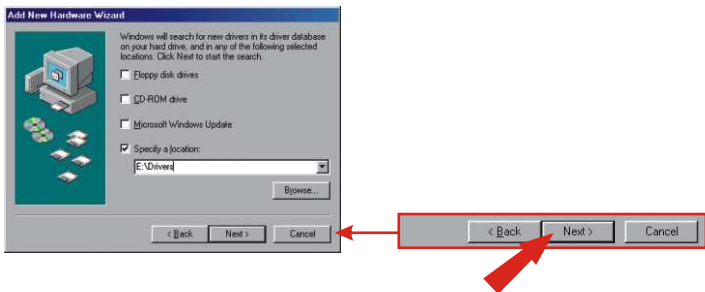 Add New Hardware Wizard
Windows will search for new drivers in its driver database
on your hard drive, and in any of the following selected
locations. Click Next to start the search.
Floppy disk drives
CD-ROM drive
Microsoft Windows Update
Specify a location:
E:\Drivers
Browse...
< Back Next > Cancel
< Back Next > Cancel